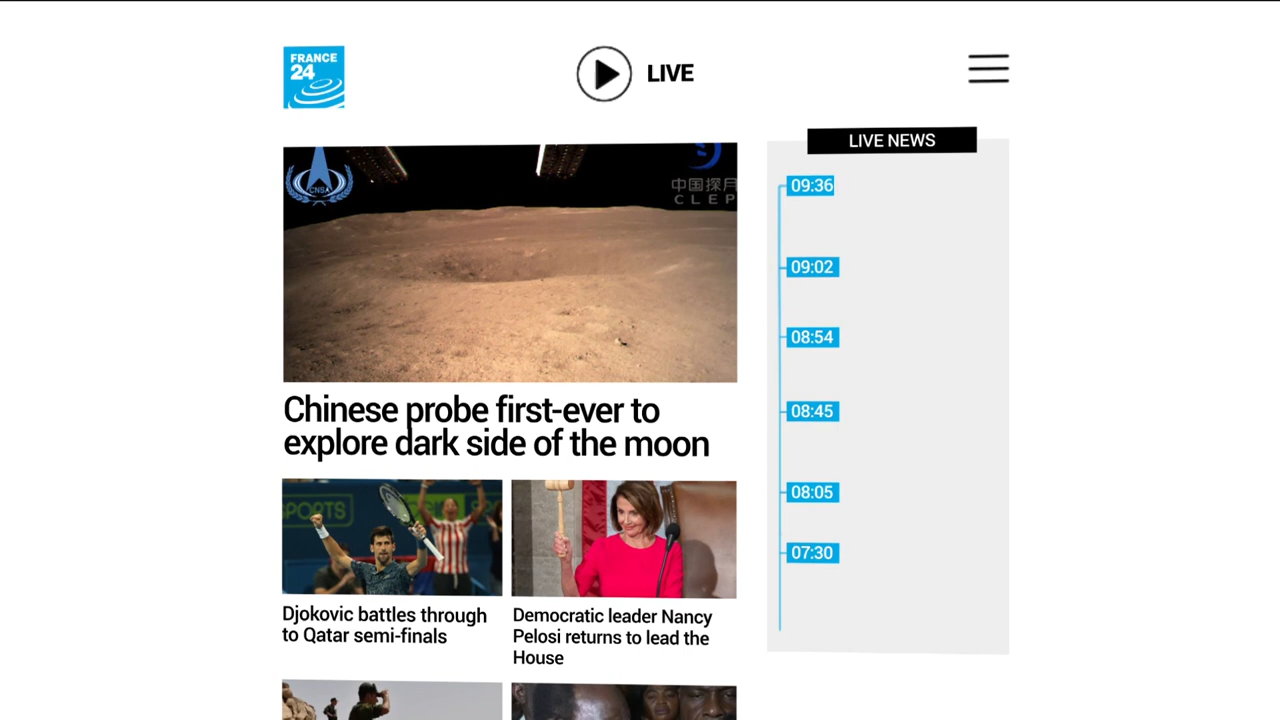 FRANCE
24
LIVE
CNSA
中国探月
CLEP
Chinese probe first-ever to
explore dark side of the moon
SPORTS
Djokovic battles through
to Qatar semi-finals
Democratic leader Nancy
Pelosi returns to lead the
House
LIVE NEWS
09:36
09:02
08:54
08:45
08:05
07:30